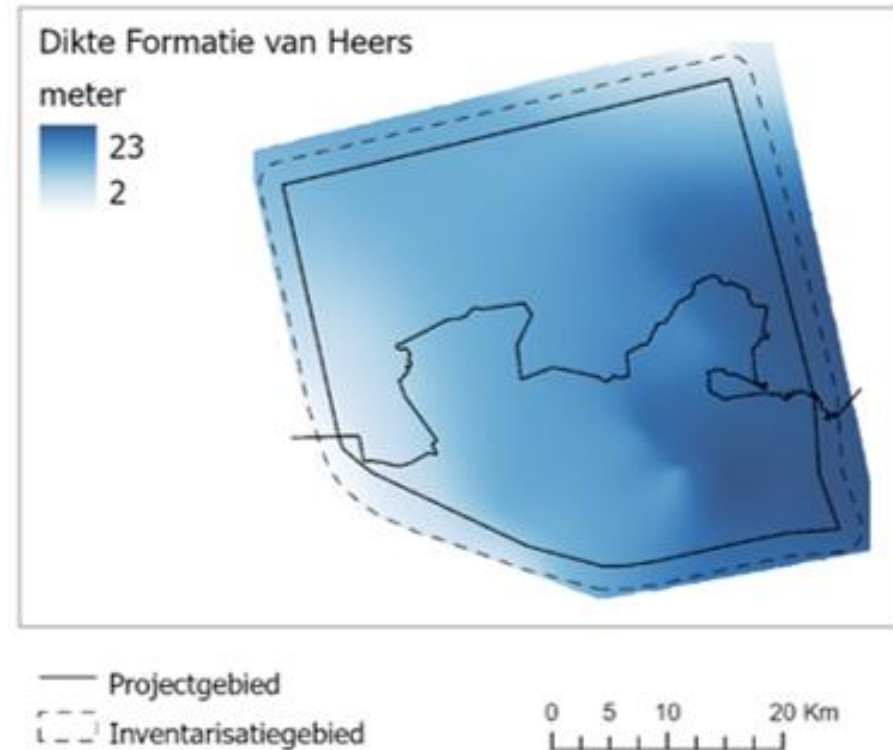 Dikte Formatie van Heers
meter
23
2
Projectgebied
Inventarisatiegebied
0 5 10 20 Km